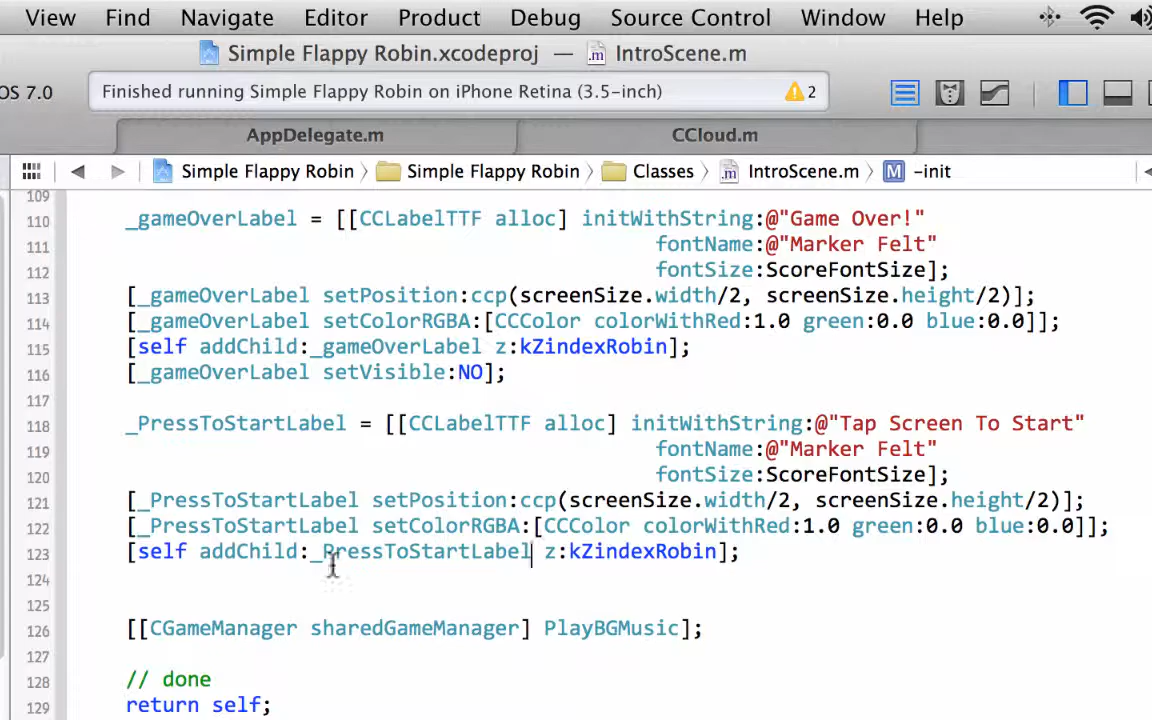 View Find Navigate Editor Product Debug Source Control Window Help
Simple Flappy Robin.xcodeproj — IntroScene.m
OS 7.0 Finished running Simple Flappy Robin on iPhone Retina (3.5-inch) 2
AppDelegate.m CCloud.m
Simple Flappy Robin Simple Flappy Robin Classes IntroScene.m M -init
109
110 _gameOverLabel = [[CCLabelTTF alloc] initWithString:@"Game Over!"
111 fontName:@"Marker Felt"
112 fontSize:ScoreFontSize];
113 [_gameOverLabel setPosition:ccp(screenSize.width/2, screenSize.height/2)];
114 [_gameOverLabel setColorRGBA:[CCColor colorWithRed:1.0 green:0.0 blue:0.0]];
115 [self addChild:_gameOverLabel z:kZindexRobin];
116 [_gameOverLabel setVisible:NO];
117
118 _PressToStartLabel = [[CCLabelTTF alloc] initWithString:@"Tap Screen To Start"
119 fontName:@"Marker Felt"
120 fontSize:ScoreFontSize];
121 [_PressToStartLabel setPosition:ccp(screenSize.width/2, screenSize.height/2)];
122 [_PressToStartLabel setColorRGBA:[CCColor colorWithRed:1.0 green:0.0 blue:0.0]];
123 [self addChild:_PressToStartLabel z:kZindexRobin];
124
125
126 [[CGameManager sharedGameManager] PlayBGMusic];
127
128 // done
129 return self;